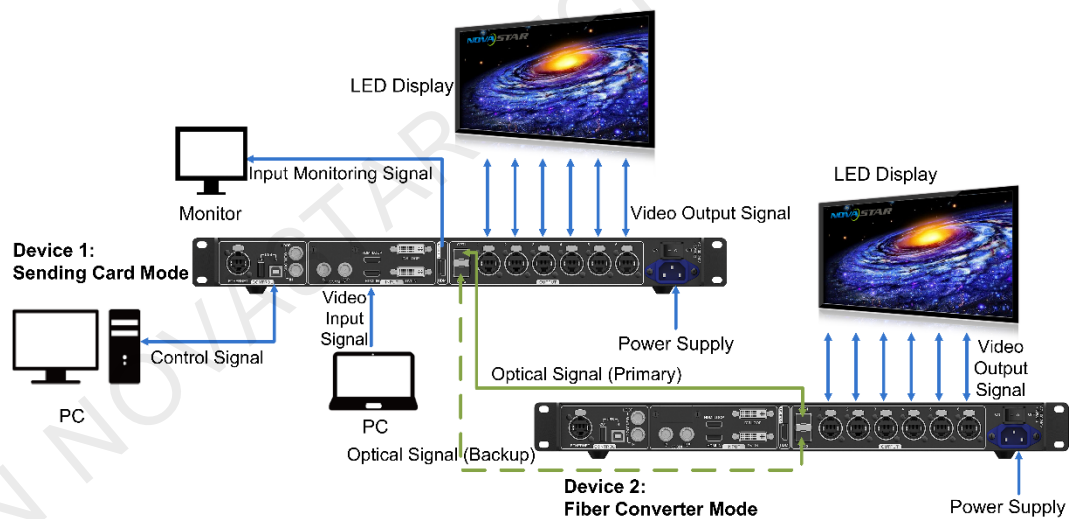 NOVASTAR
LED Display
Input Monitoring Signal
Monitor
LED Display
NOVASTAR
Video Output Signal
Device 1:
Sending Card Mode
Video
Input
Signal
Control Signal
Power Supply
PC
PC
Optical Signal (Primary)
Video
Output
Signal
Optical Signal (Backup)
Device 2:
Fiber Converter Mode
Power Supply